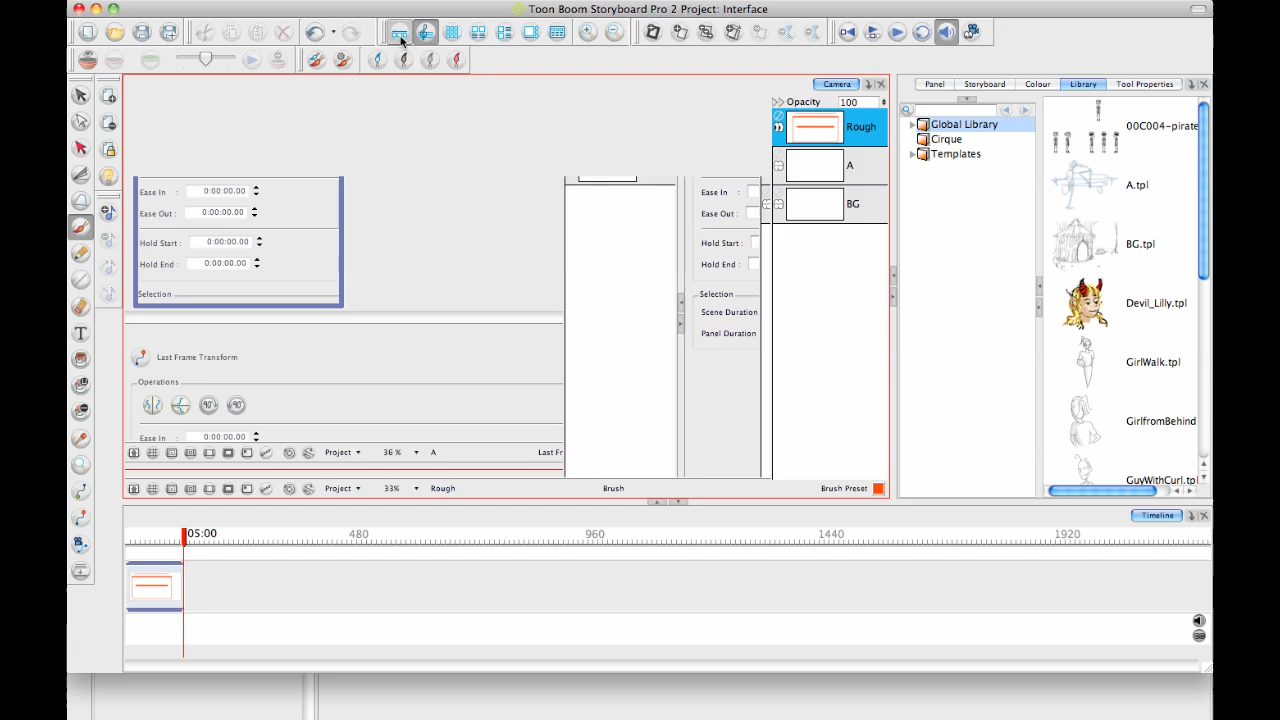 Toon Boom Storyboard Pro 2 Project: Interface
Camera
Opacity 100
Rough
A
BG
Ease In : 0:00:00.00
Ease Out : 0:00:00.00
Hold Start : 0:00:00.00
Hold End : 0:00:00.00
Selection
Last Frame Transform
Operations
90° 90°
Ease In : 0:00:00.00
Project 36 % A Last Fr
Project 33% Rough Brush Brush Preset
Ease In :
Ease Out :
Hold Start :
Hold End :
Selection
Scene Duration
Panel Duration
Panel Storyboard Colour Library Tool Properties
Global Library
Cirque
Templates
00C004-pirate
A.tpl
BG.tpl
Devil_Lilly.tpl
GirlWalk.tpl
GirlfromBehind
GuyWithCurl.tpl
Timeline
05:00 480 960 1440 1920